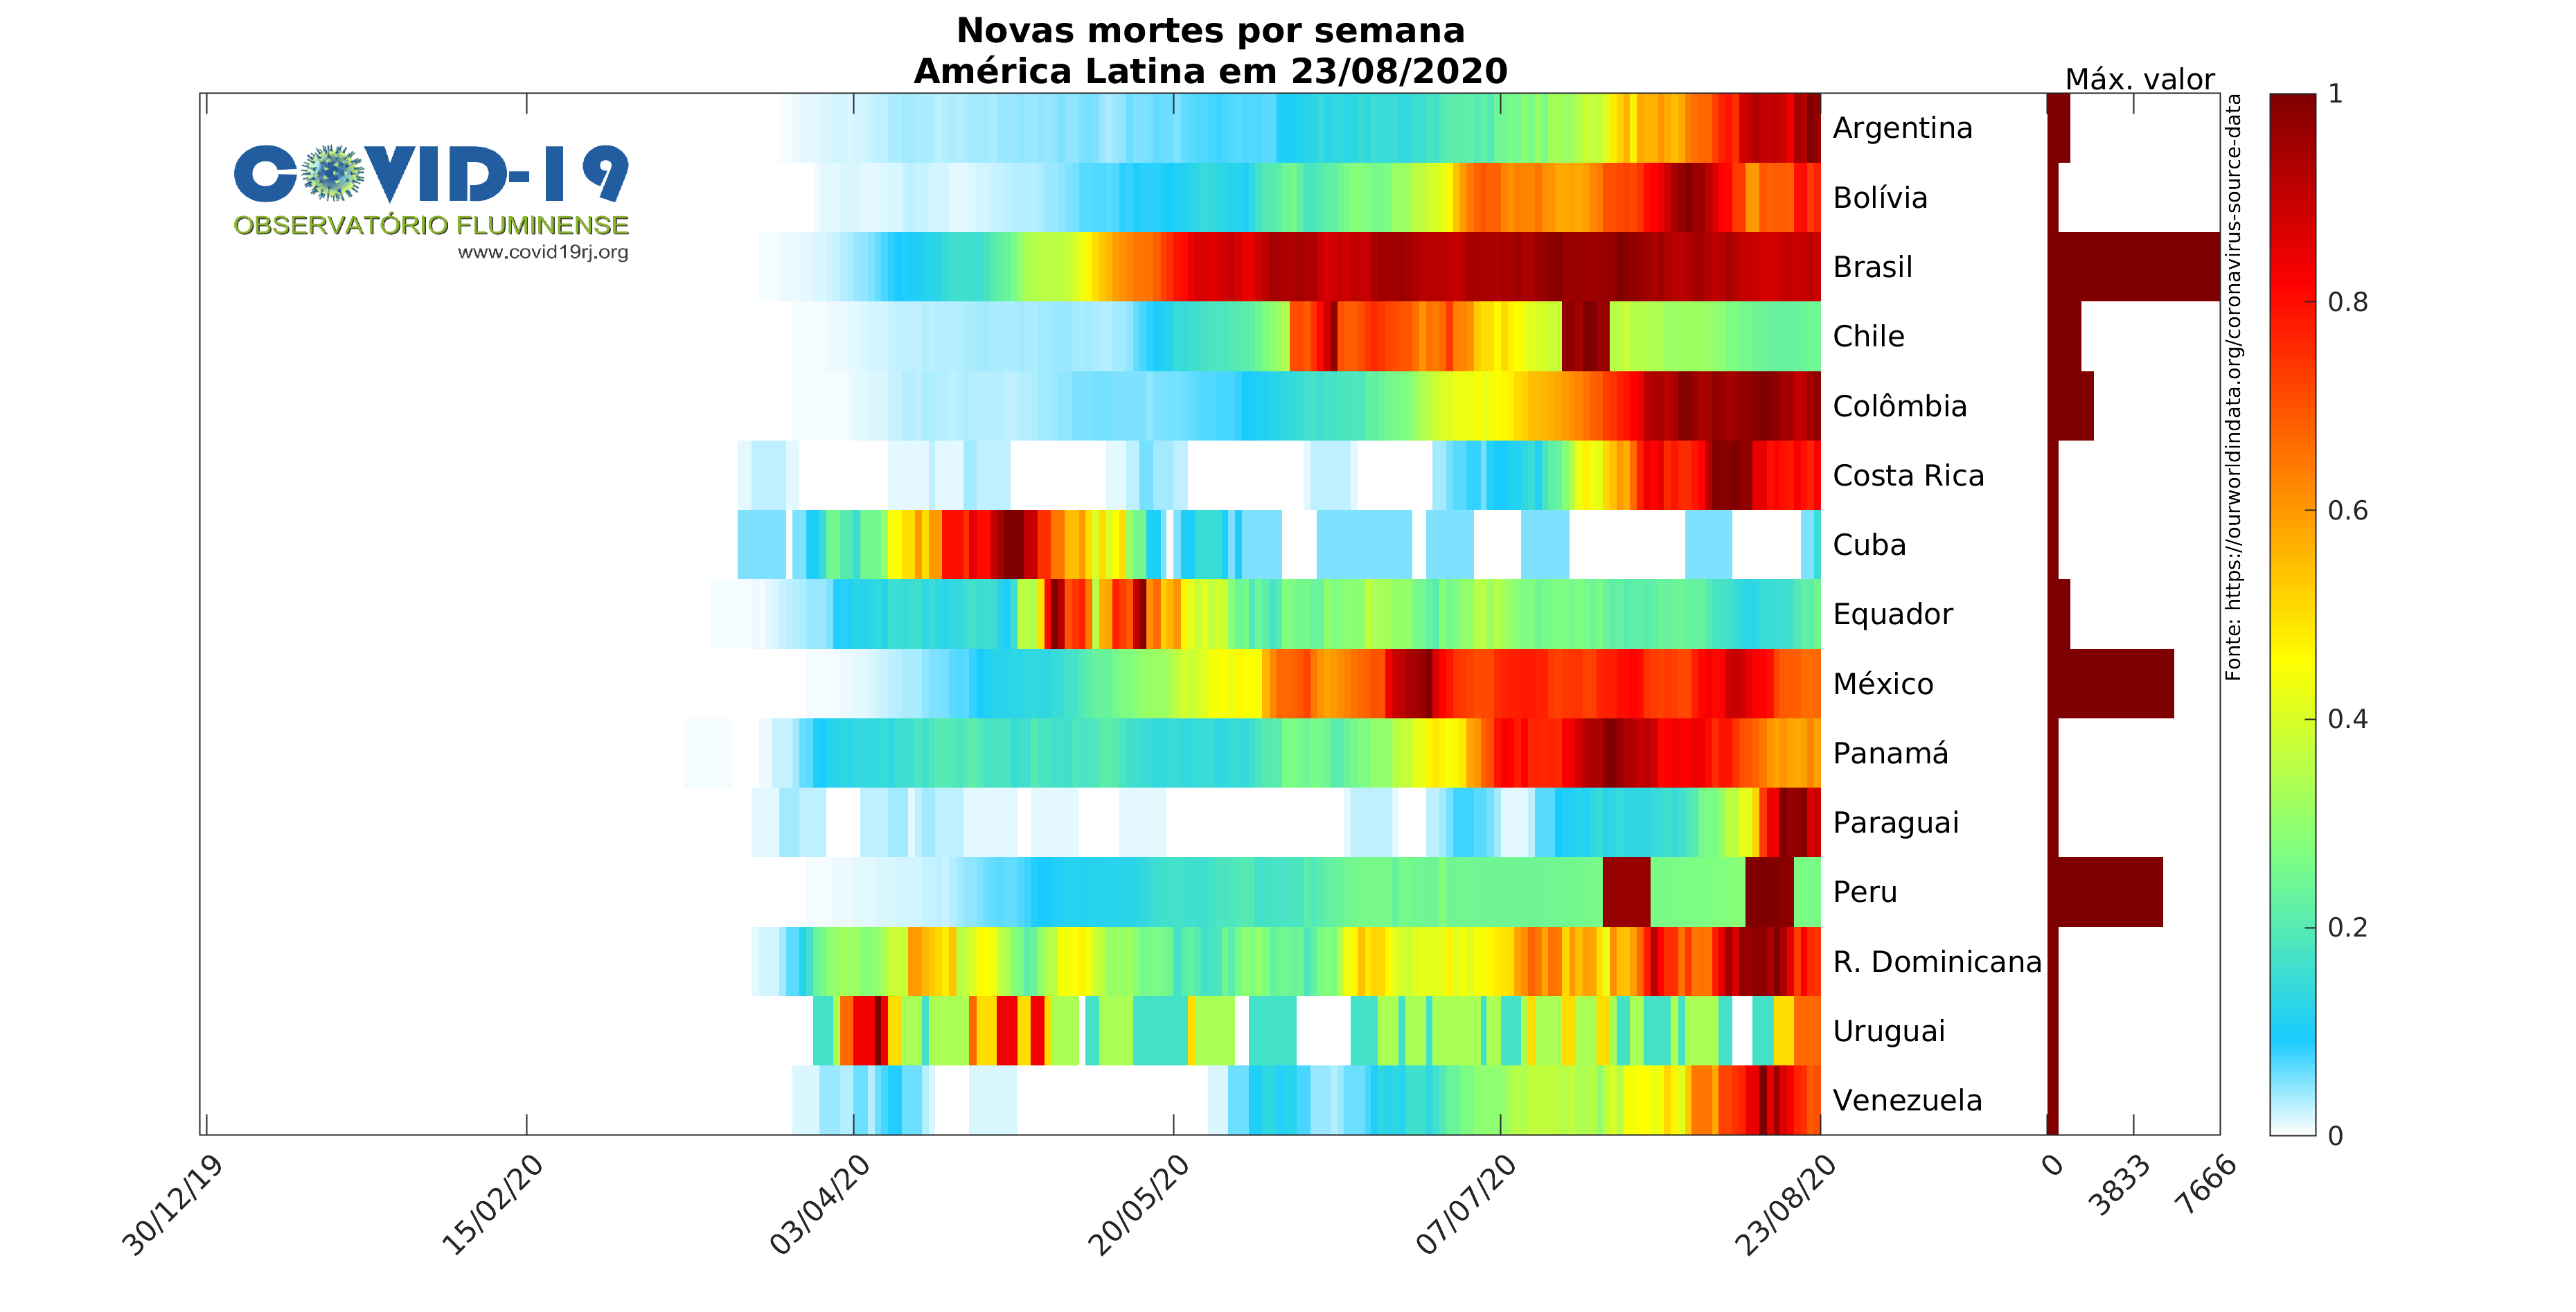 Novas mortes por semana
América Latina em 23/08/2020
Máx. valor
COVID-19
OBSERVATÓRIO FLUMINENSE
www.covid19rj.org
Argentina
Bolívia
Brasil
Chile
Colômbia
Costa Rica
Cuba
Equador
México
Panamá
Paraguai
Peru
R. Dominicana
Uruguai
Venezuela
Fonte: https://ourworldindata.org/coronavirus-source-data
1
0.8
0.6
0.4
0.2
0
30/12/19
15/02/20
03/04/20
20/05/20
07/07/20
23/08/20
0
3833
7666